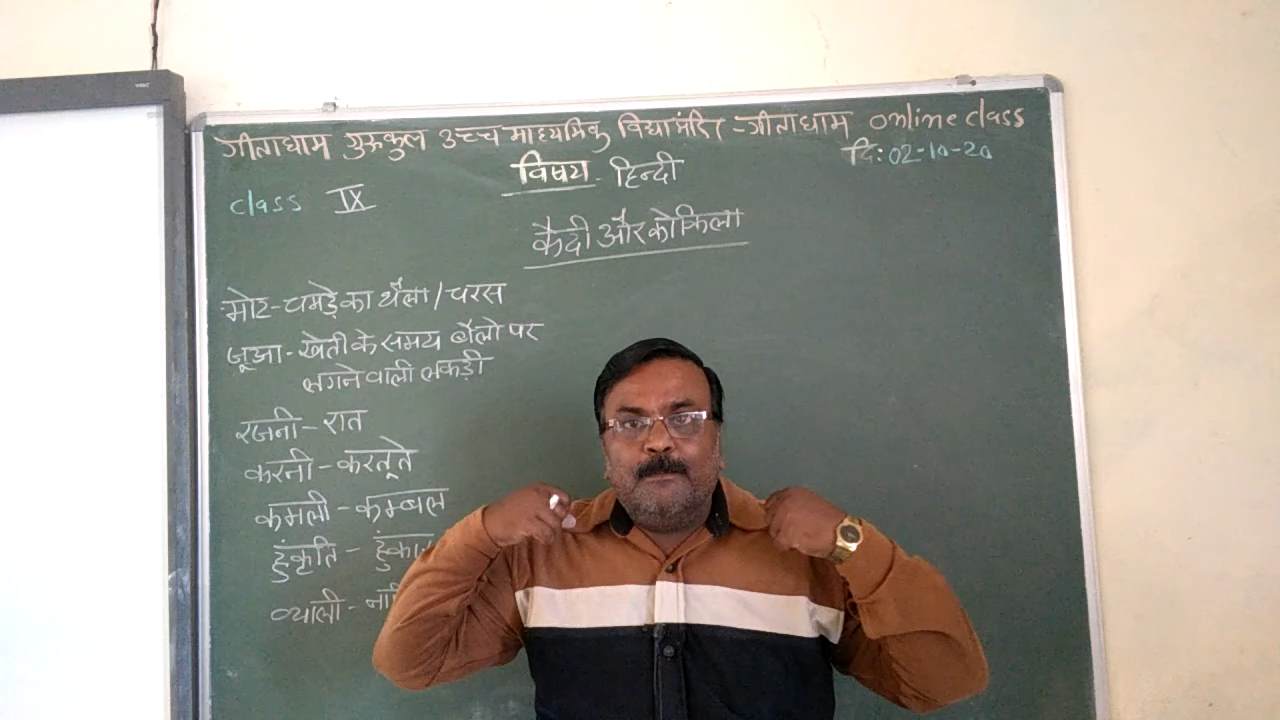 गीताधाम गुरुकुल उच्च माध्यमिक विद्या मंदिर - गीताधाम online class
दि: 02-10-20
विषय - हिन्दी
class IX
कैदी और कोकिला
मोट - चमड़े का थैला / चरस
जूआ - खेती के समय बैलो पर
लगने वाली लकड़ी
रजनी - रात
करनी - करतूते
कमली - कम्बल
हुंकृति - हुंका
व्याली -